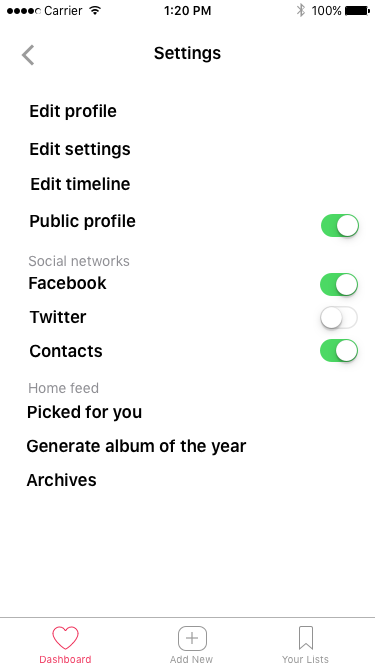 Carrier 1:20 PM 100%
Settings
Edit profile
Edit settings
Edit timeline
Public profile
Social networks
Facebook
Twitter
Contacts
Home feed
Picked for you
Generate album of the year
Archives
Dashboard Add New Your Lists